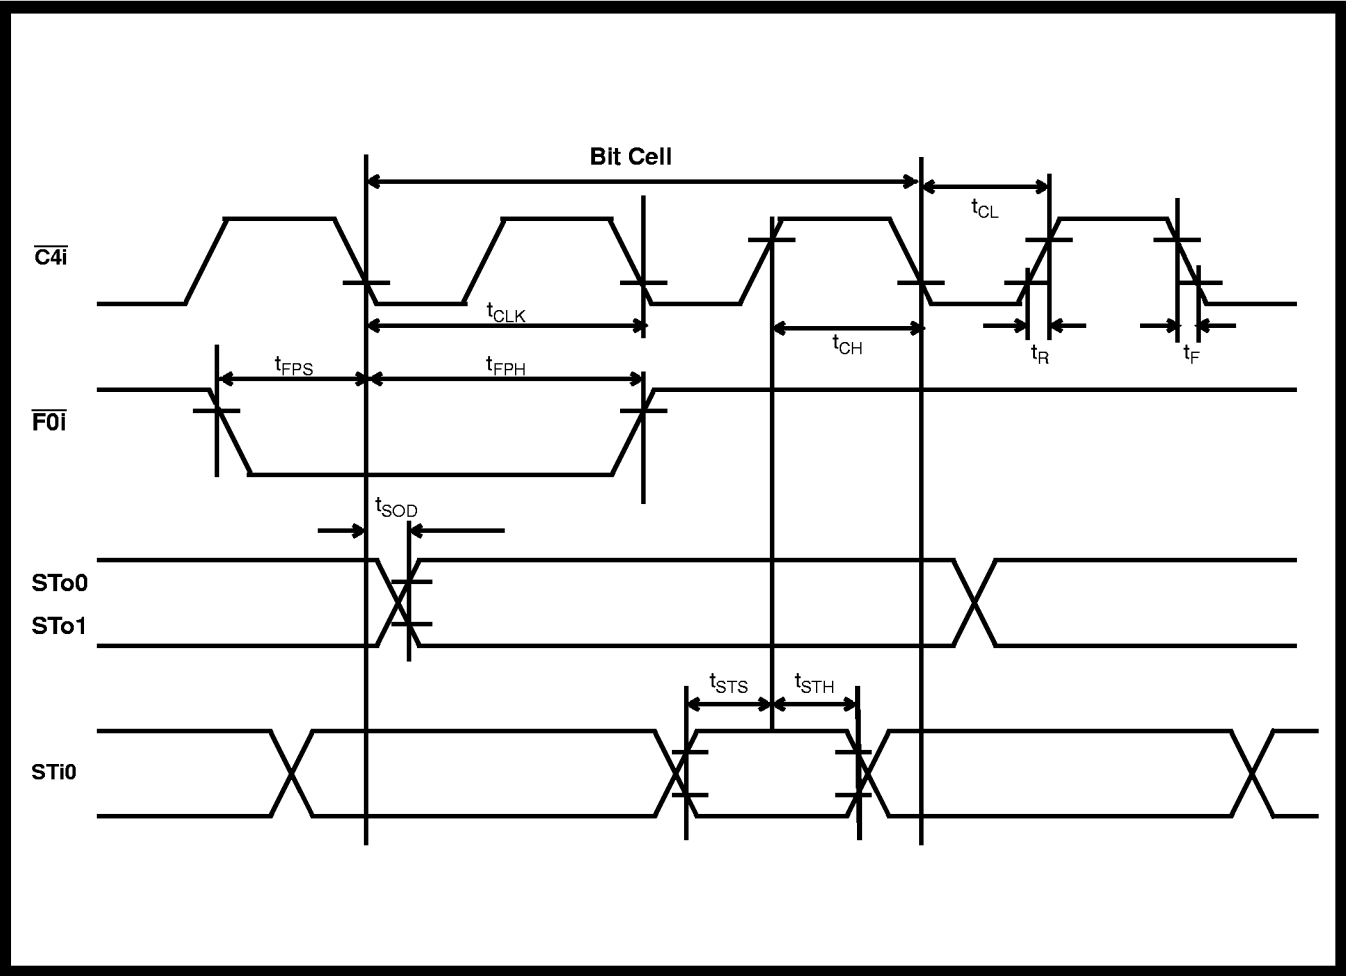 Bit Cell
tCL
C4i
tCLK
tCH
tR
tF
tFPS
tFPH
F0i
tSOD
STo0
STo1
tSTS
tSTH
STi0